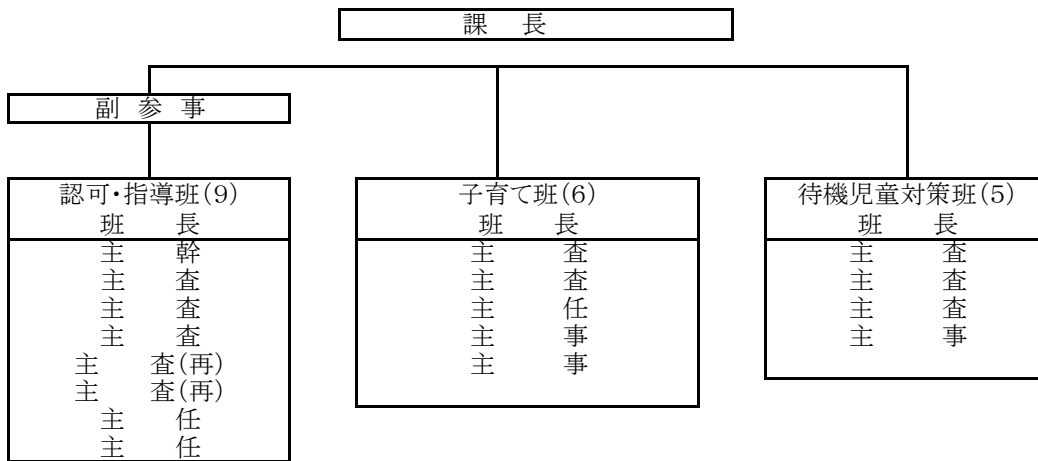 課長
副参事
認可・指導班(9)
班長
主幹
主査
主査
主査
主査(再)
主査(再)
主任
主任
子育て班(6)
班長
主査
主査
主任
主事
主事
待機児童対策班(5)
班長
主査
主査
主査
主事